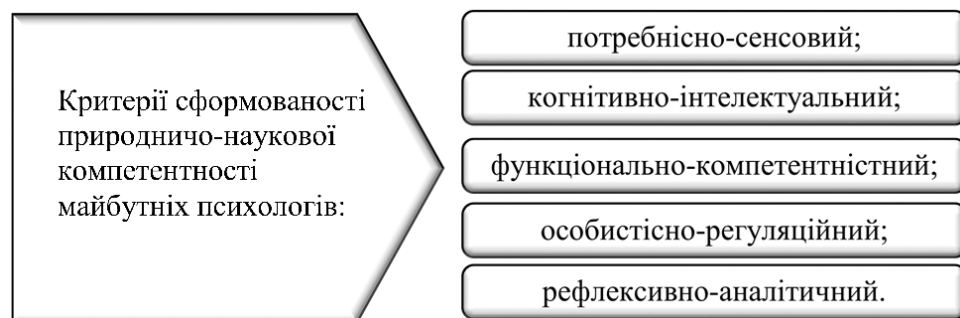 Критерії сформованості
природничо-наукової
компетентності
майбутніх психологів:
потребнісно-сенсовий;
когнітивно-інтелектуальний;
функціонально-компетентністний;
особистісно-регуляційний;
рефлексивно-аналітичний.